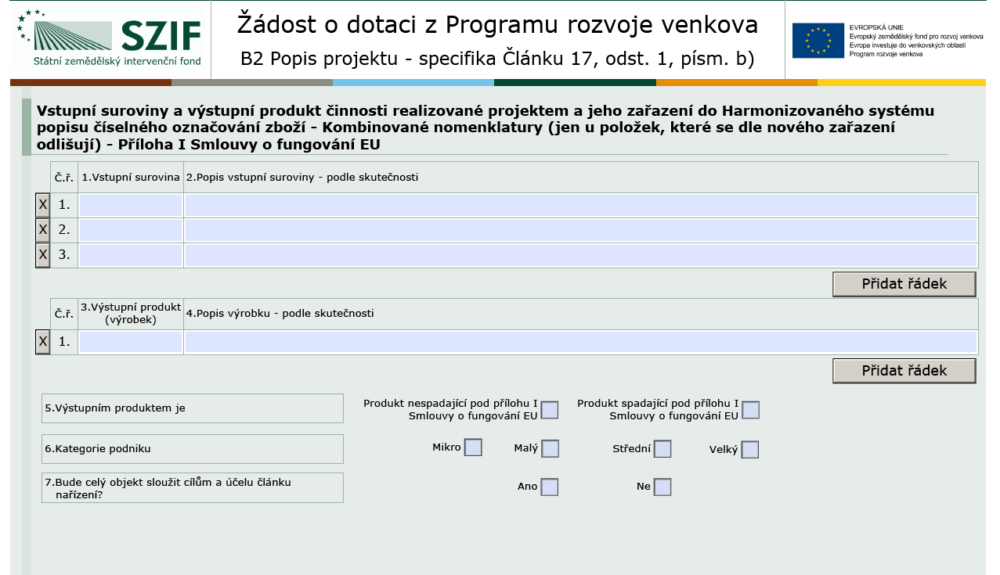 SZIF
Státní zemědělský intervenční fond
Žádost o dotaci z Programu rozvoje venkova
B2 Popis projektu - specifika Článku 17, odst. 1, písm. b)
EVROPSKÁ UNIE
Evropský zemědělský fond pro rozvoj venkova
Evropa investuje do venkovských oblastí
Program rozvoje venkova
Vstupní suroviny a výstupní produkt činnosti realizované projektem a jeho zařazení do Harmonizovaného systému
popisu číselného označování zboží - Kombinované nomenklatury (jen u položek, které se dle nového zařazení
odlišují) - Příloha I Smlouvy o fungování EU
Č.ř. 1.Vstupní surovina 2.Popis vstupní suroviny - podle skutečnosti
X 1.
X 2.
X 3.
Přidat řádek
Č.ř. 3.Výstupní produkt (výrobek) 4.Popis výrobku - podle skutečnosti
X 1.
Přidat řádek
5.Výstupním produktem je
Produkt nespadající pod přílohu I
Smlouvy o fungování EU
Produkt spadající pod přílohu I
Smlouvy o fungování EU
6.Kategorie podniku
Mikro Malý Střední Velký
7.Bude celý objekt sloužit cílům a účelu článku
nařízení?
Ano Ne